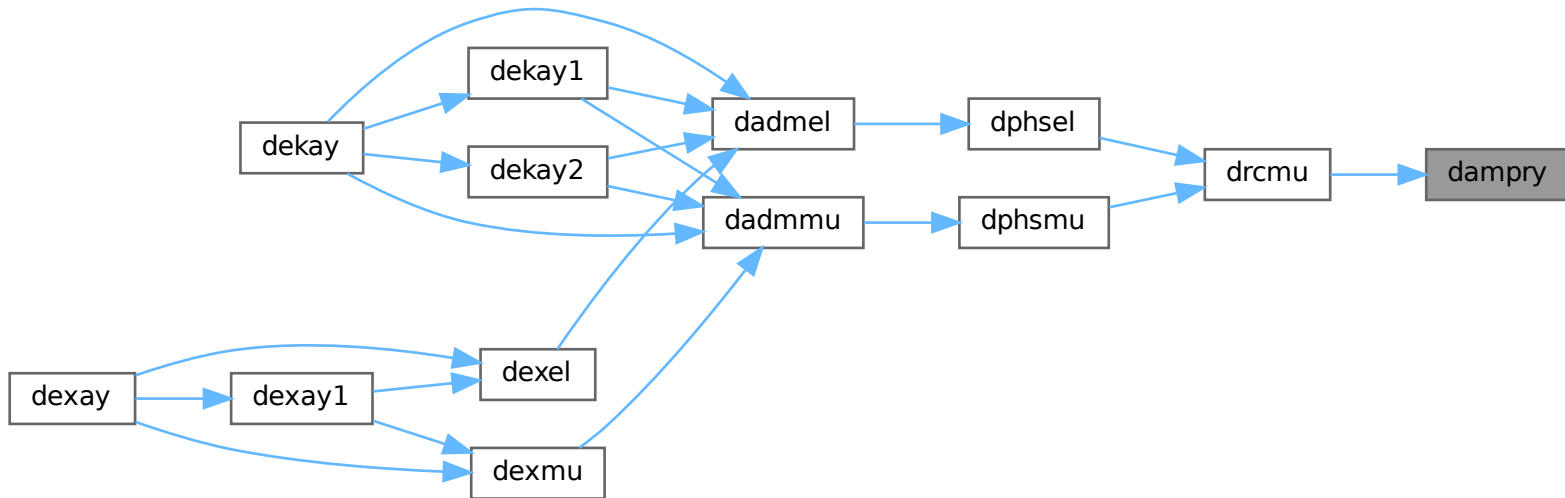 dekay1
dadmel
dphsel
dekay
dekay2
drcmu
dampry
dadmmu
dphsmu
dexel
dexay
dexay1
dexmu